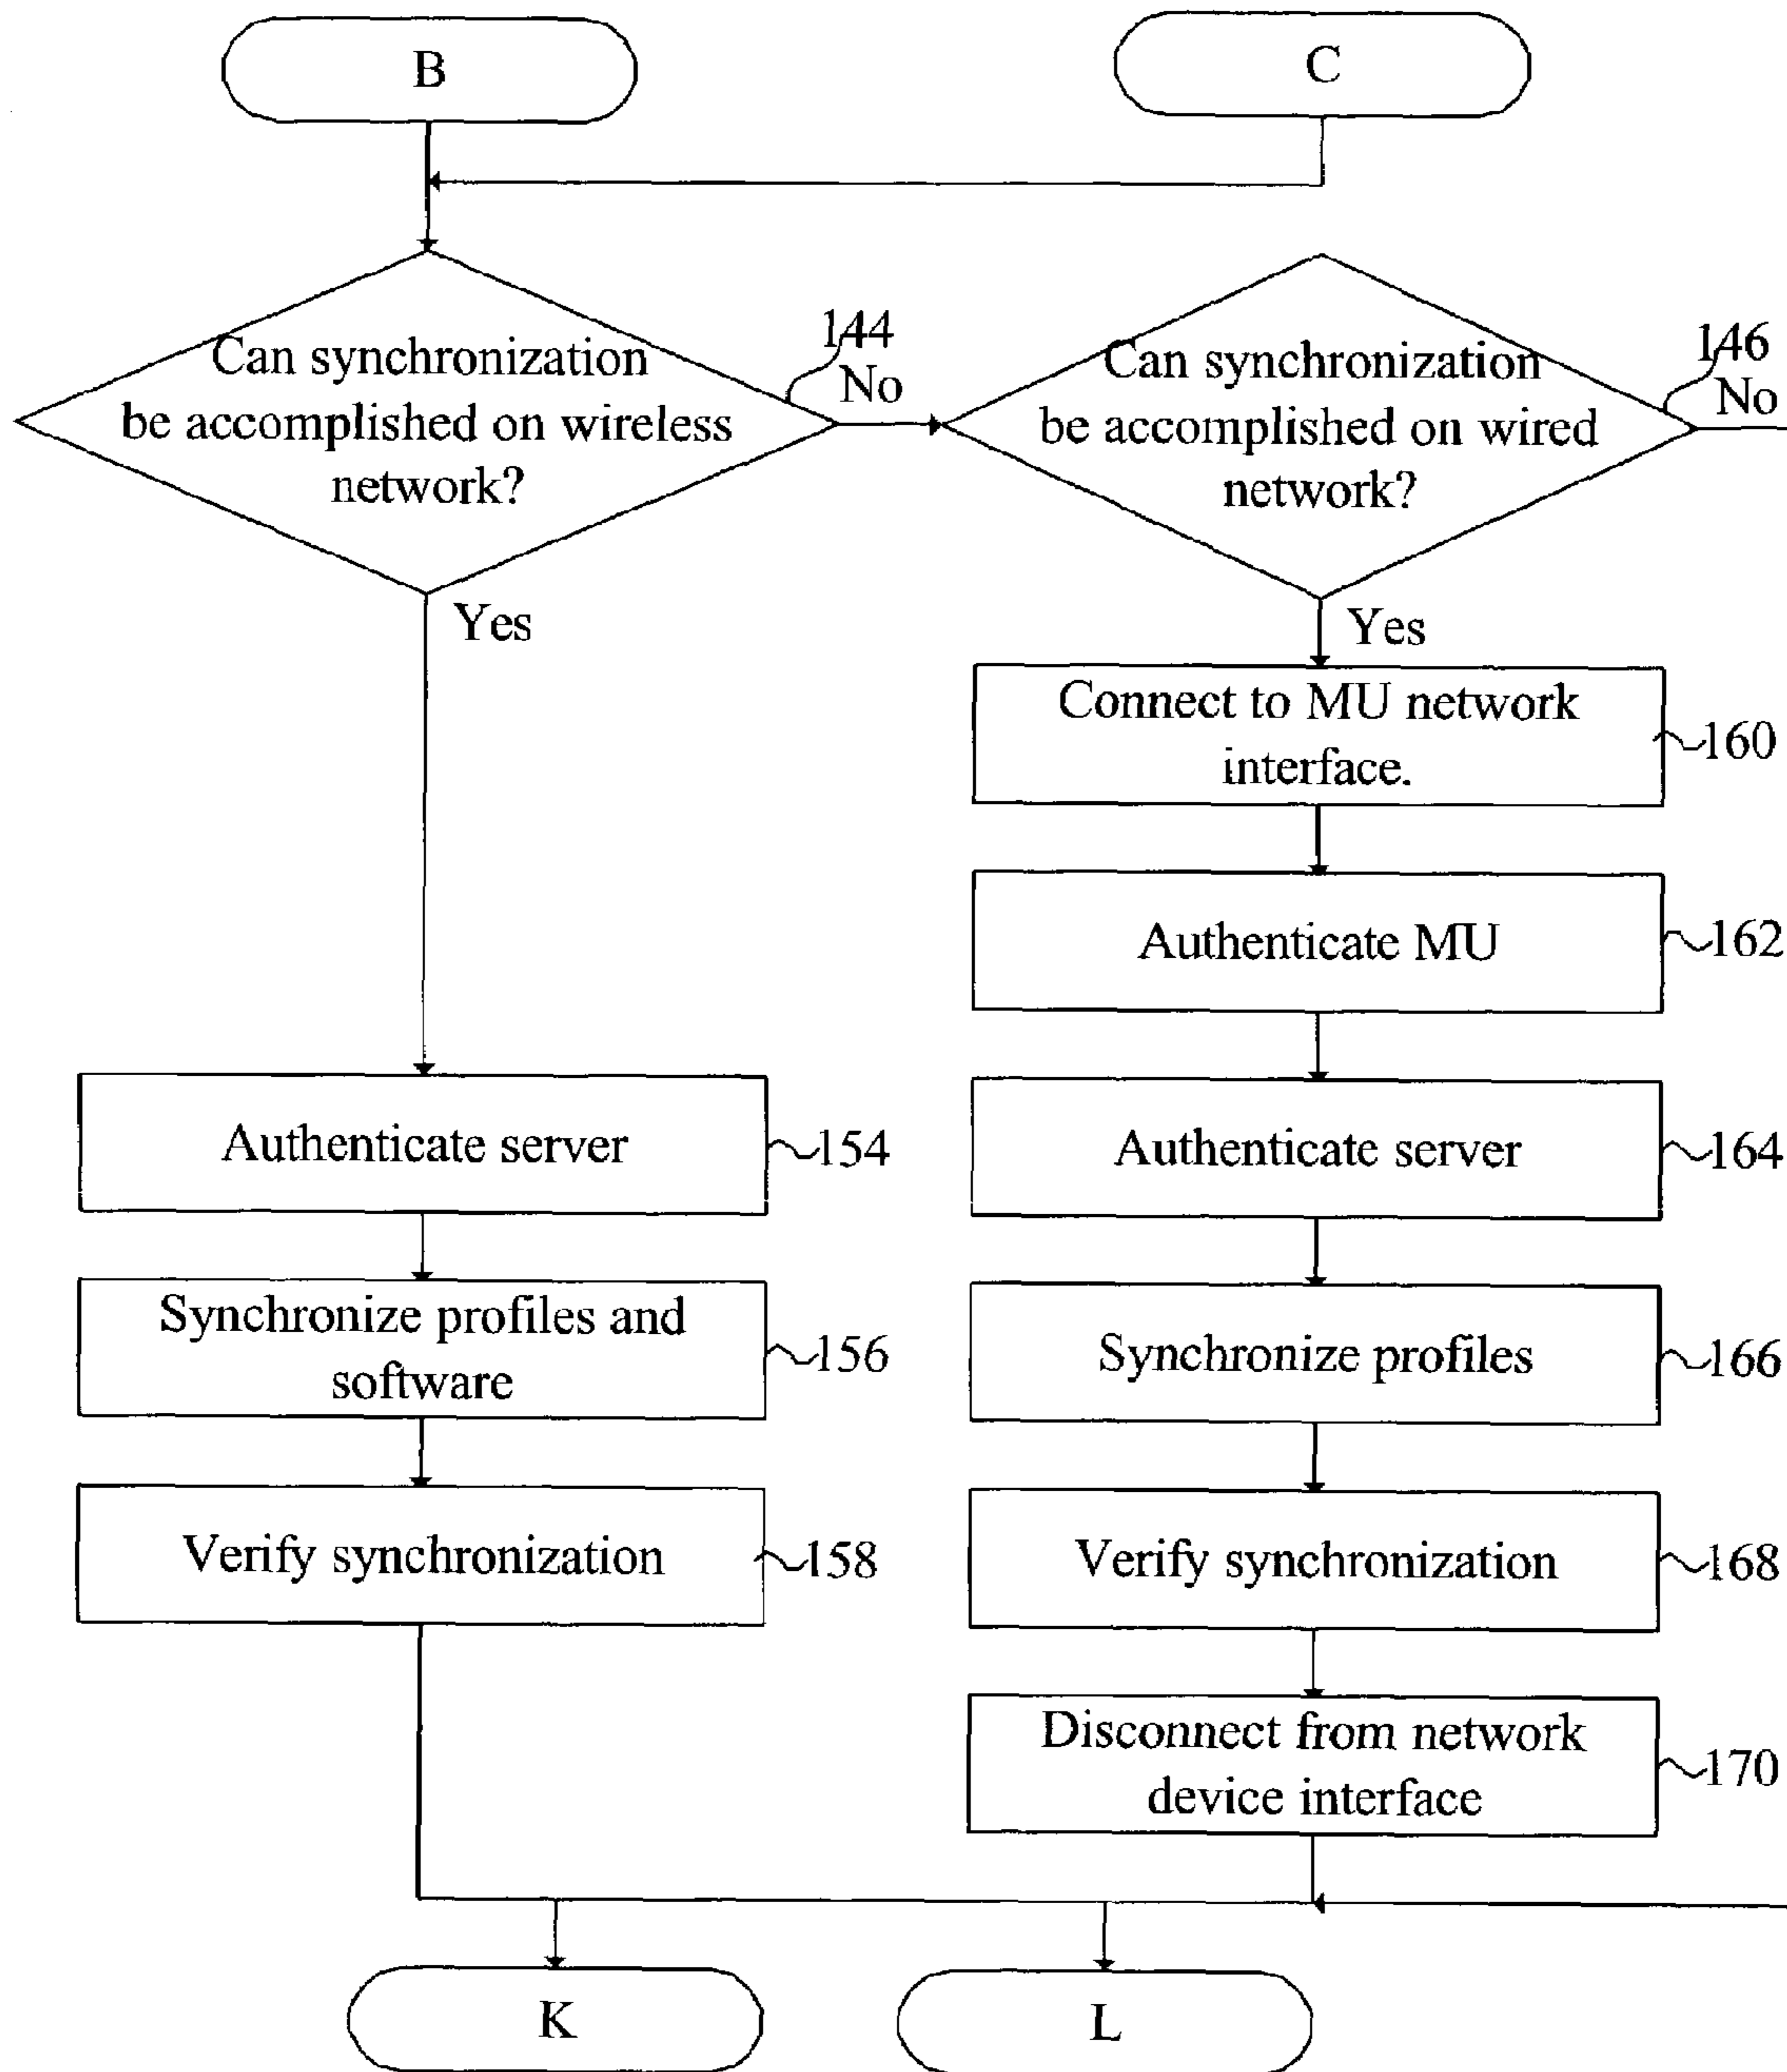 B
C
Can synchronization
be accomplished on wireless
network?
144
No
Can synchronization
be accomplished on wired
network?
146
No
Yes
Yes
Connect to MU network
interface.
160
Authenticate MU
162
Authenticate server
154
Authenticate server
164
Synchronize profiles and
software
156
Synchronize profiles
166
Verify synchronization
158
Verify synchronization
168
Disconnect from network
device interface
170
K
L